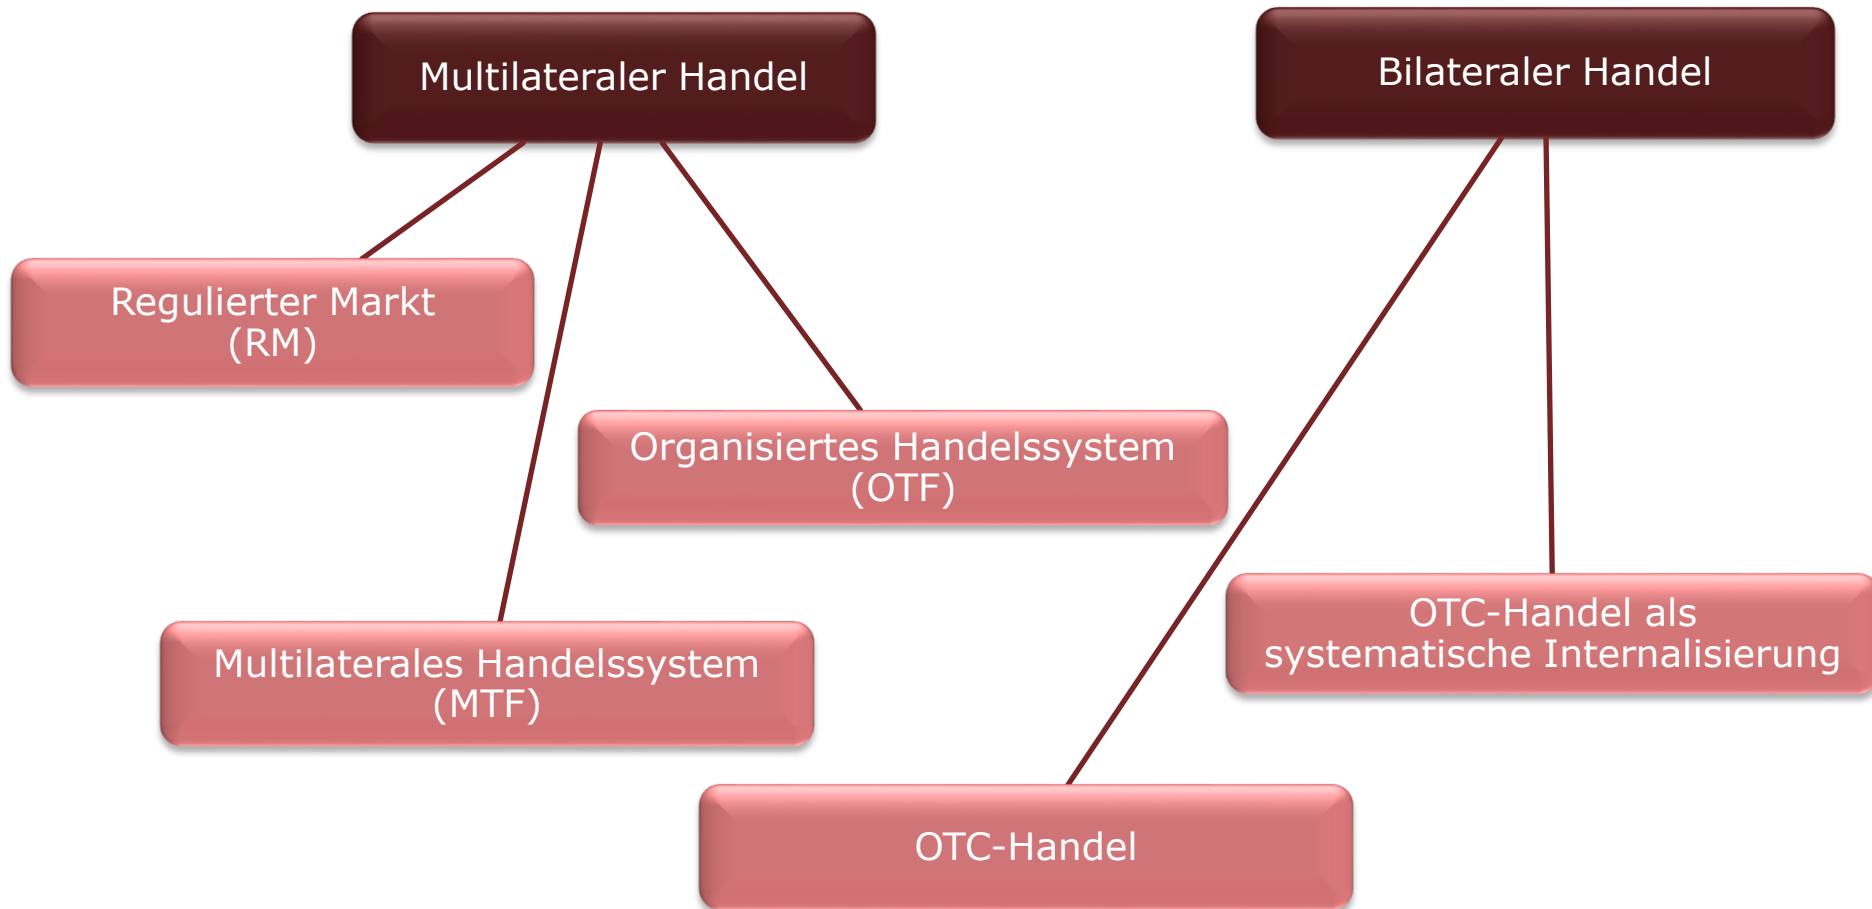 Multilateraler Handel
Bilateraler Handel
Regulierter Markt
(RM)
Organisiertes Handelssystem
(OTF)
OTC-Handel als
systematische Internalisierung
Multilaterales Handelssystem
(MTF)
OTC-Handel